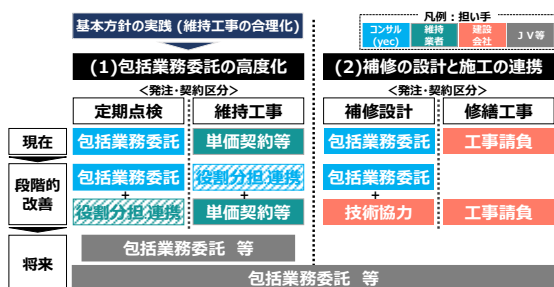 基本方針の実践 (維持工事の合理化)
凡例：担い手
コンサル
(yec)
維持
業者
建設
会社
ＪＶ等
(1)包括業務委託の高度化
(2)補修の設計と施工の連携
<発注・契約区分>
<発注・契約区分>
定期点検
維持工事
補修設計
修繕工事
現在
包括業務委託
単価契約等
包括業務委託
工事請負
段階的
改善
包括業務委託
役割分担,連携
包括業務委託
+
+
+
役割分担,連携
単価契約等
技術協力
工事請負
将来
包括業務委託 等
包括業務委託 等